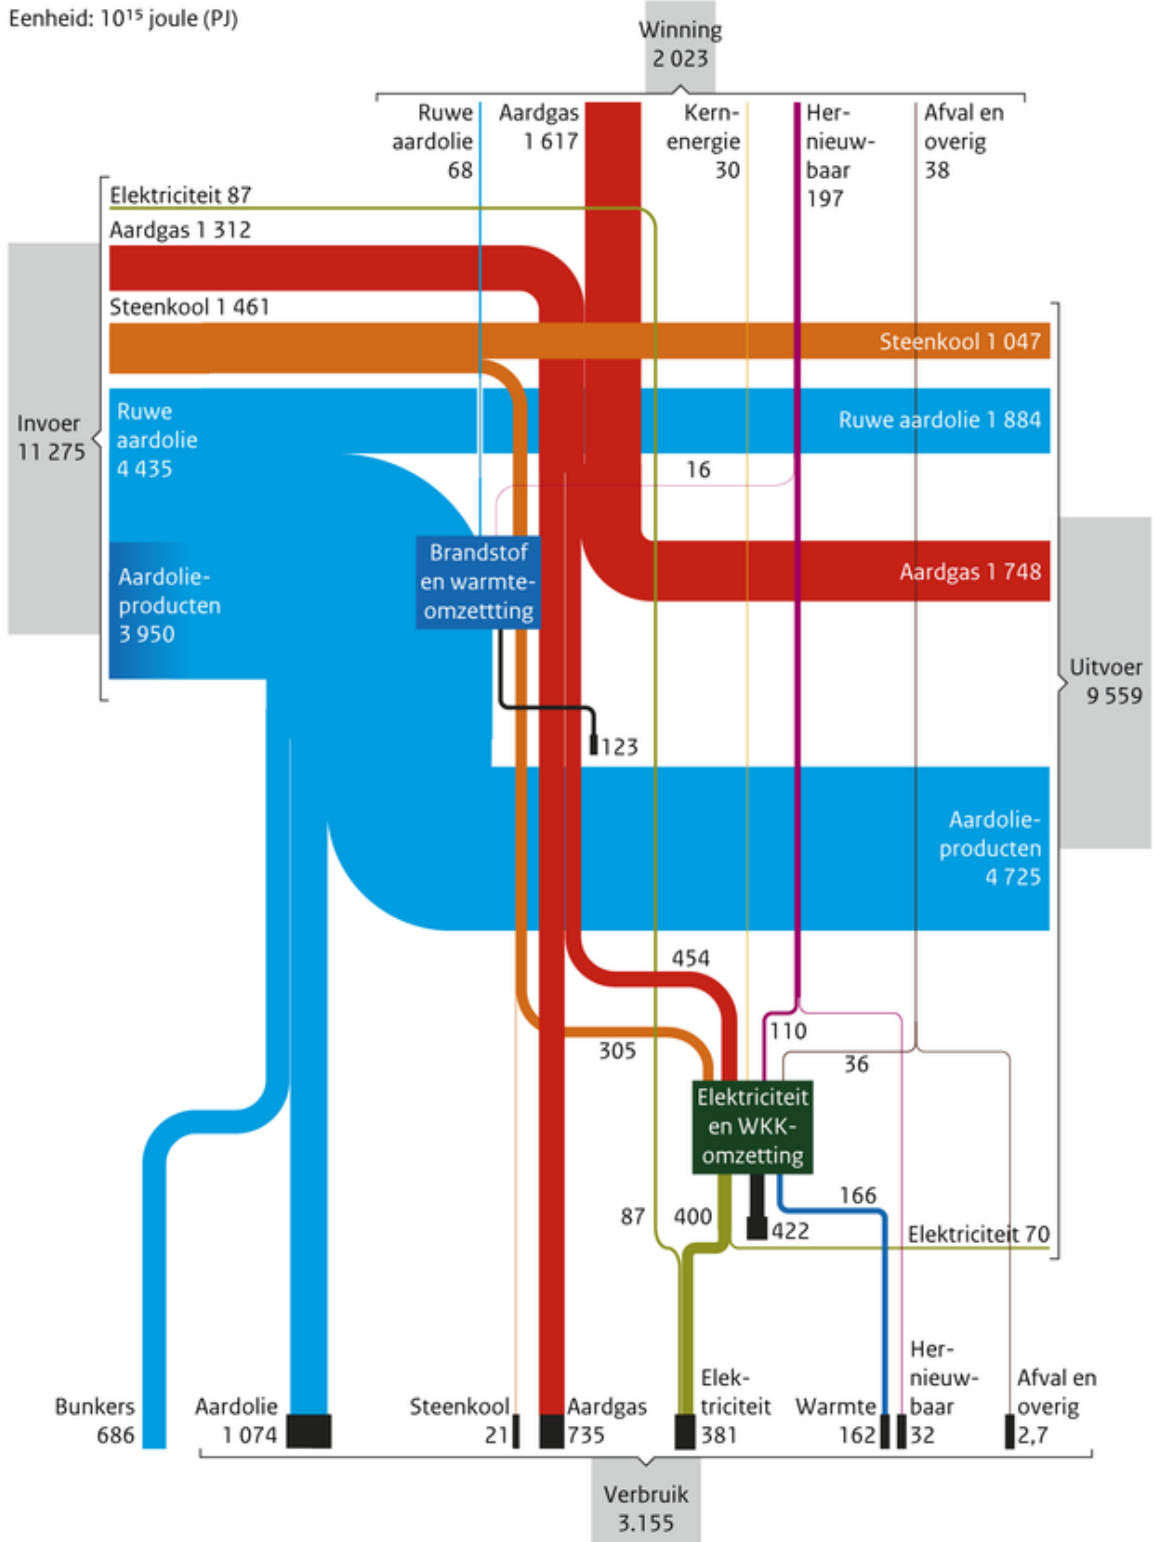 Eenheid: 10¹⁵ joule (PJ)
Winning
2 023
Ruwe
aardolie
68
Aardgas
1 617
Kern-
energie
30
Her-
nieuw-
baar
197
Afval en
overig
38
Elektriciteit 87
Aardgas 1 312
Steenkool 1 461
Steenkool 1 047
Invoer
11 275
Ruwe
aardolie
4 435
Ruwe aardolie 1 884
16
Brandstof
en warmte-
omzettting
Aardolie-
producten
3 950
Aardgas 1 748
Uitvoer
9 559
123
Aardolie-
producten
4 725
454
305
110
36
Elektriciteit
en WKK-
omzetting
87
400
422
166
Elektriciteit 70
Bunkers
686
Aardolie
1 074
Steenkool
21
Aardgas
735
Elek-
triciteit
381
Warmte
162
Her-
nieuw-
baar
32
Afval en
overig
2,7
Verbruik
3.155